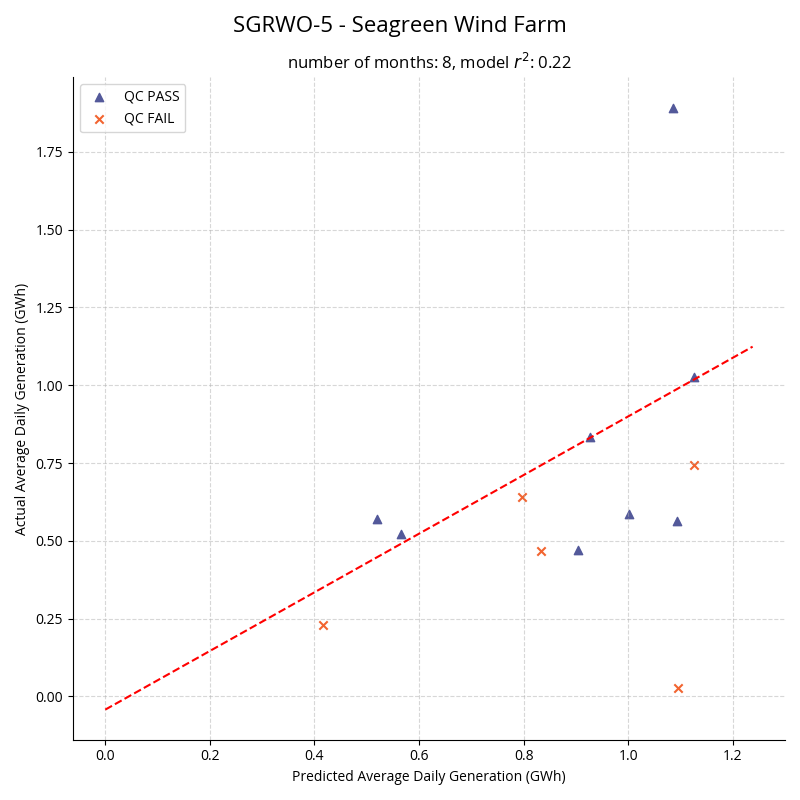 SGRWO-5 - Seagreen Wind Farm
number of months: 8, model r²: 0.22
QC PASS
QC FAIL
1.75
1.50
1.25
1.00
0.75
0.50
0.25
0.00
Actual Average Daily Generation (GWh)
0.0 0.2 0.4 0.6 0.8 1.0 1.2
Predicted Average Daily Generation (GWh)